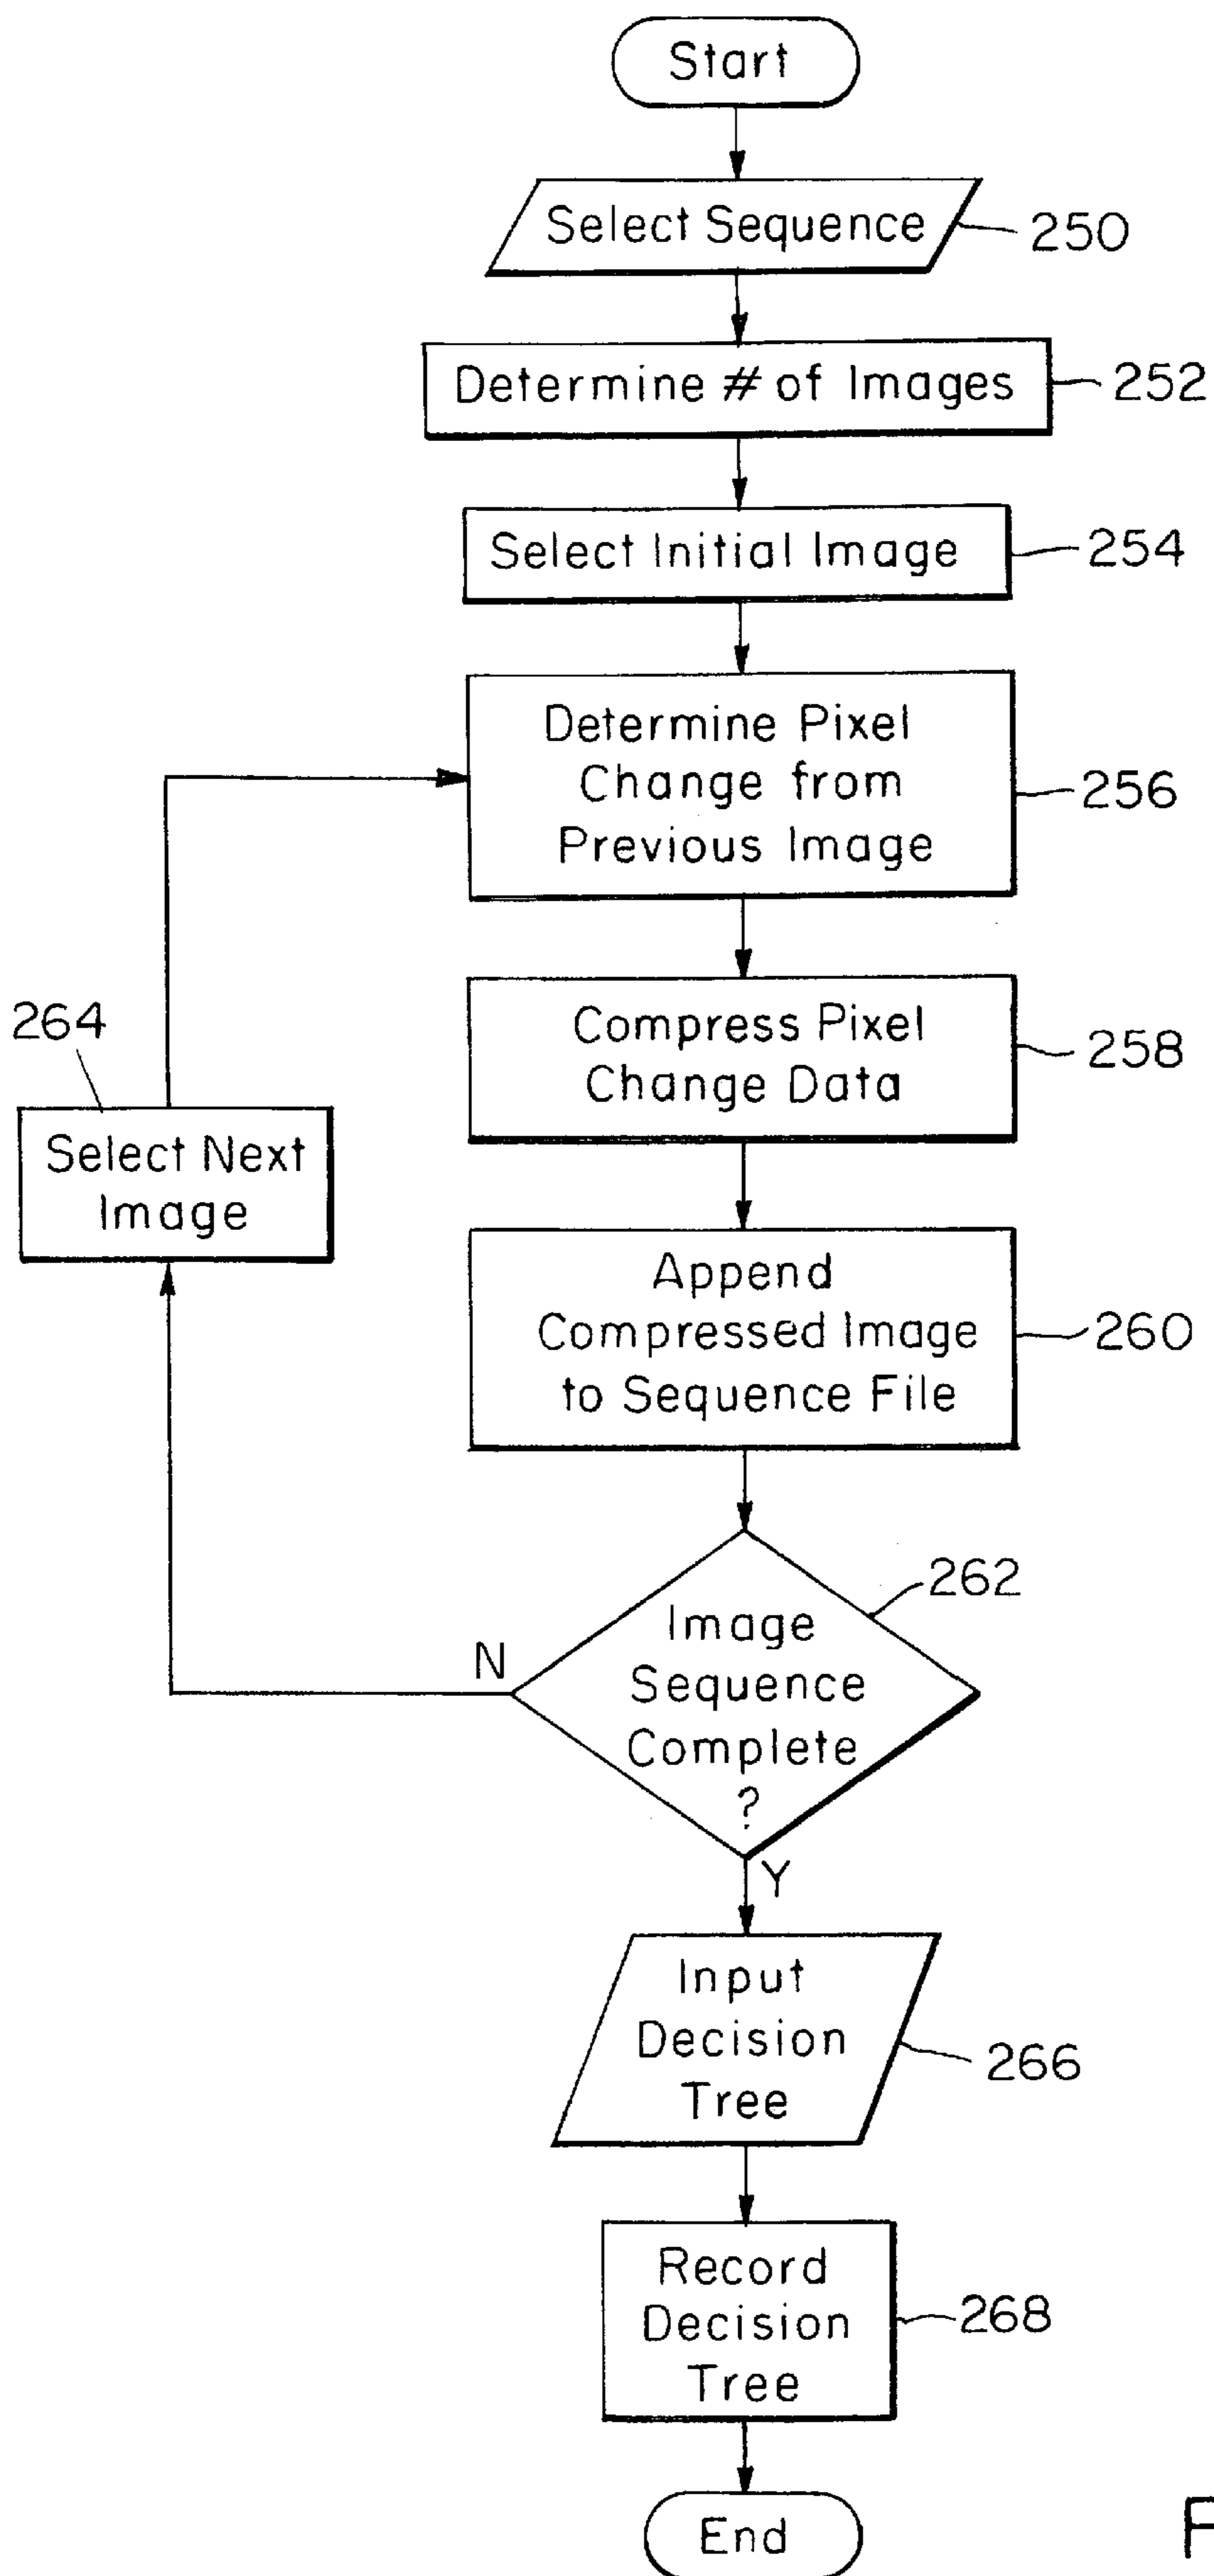 Start
Select Sequence
250
Determine # of Images
252
Select Initial Image
254
Determine Pixel
Change from
Previous Image
256
Compress Pixel
Change Data
258
264
Select Next
Image
Append
Compressed Image
to Sequence File
260
262
Image
Sequence
Complete
?
N
Y
Input
Decision
Tree
266
Record
Decision
Tree
268
End